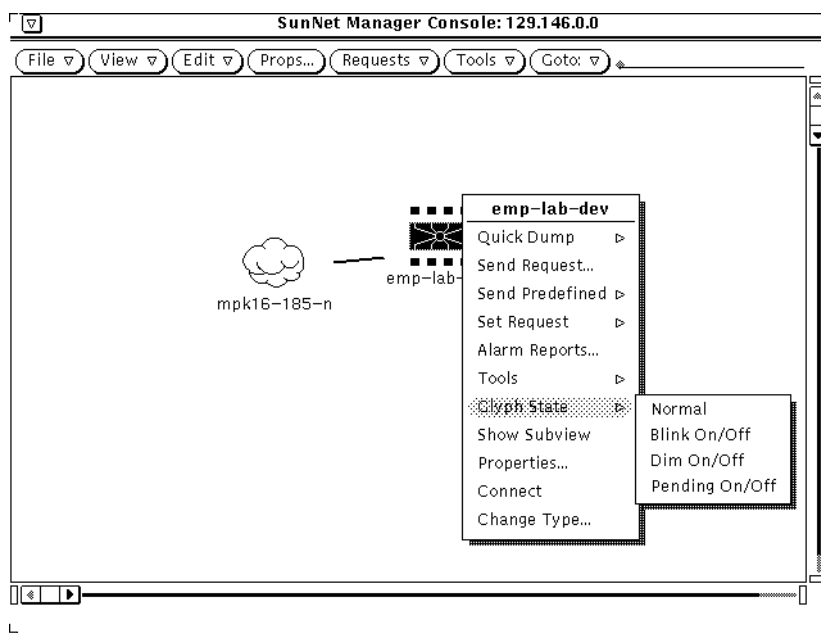 SunNet Manager Console: 129.146.0.0
File View Edit Props... Requests Tools Goto:
emp-lab-dev
Quick Dump
Send Request...
Send Predefined
Set Request
Alarm Reports...
Tools
Glyph State
Show Subview
Properties...
Connect
Change Type...
Normal
Blink On/Off
Dim On/Off
Pending On/Off
emp-lab-
mpk16-185-n